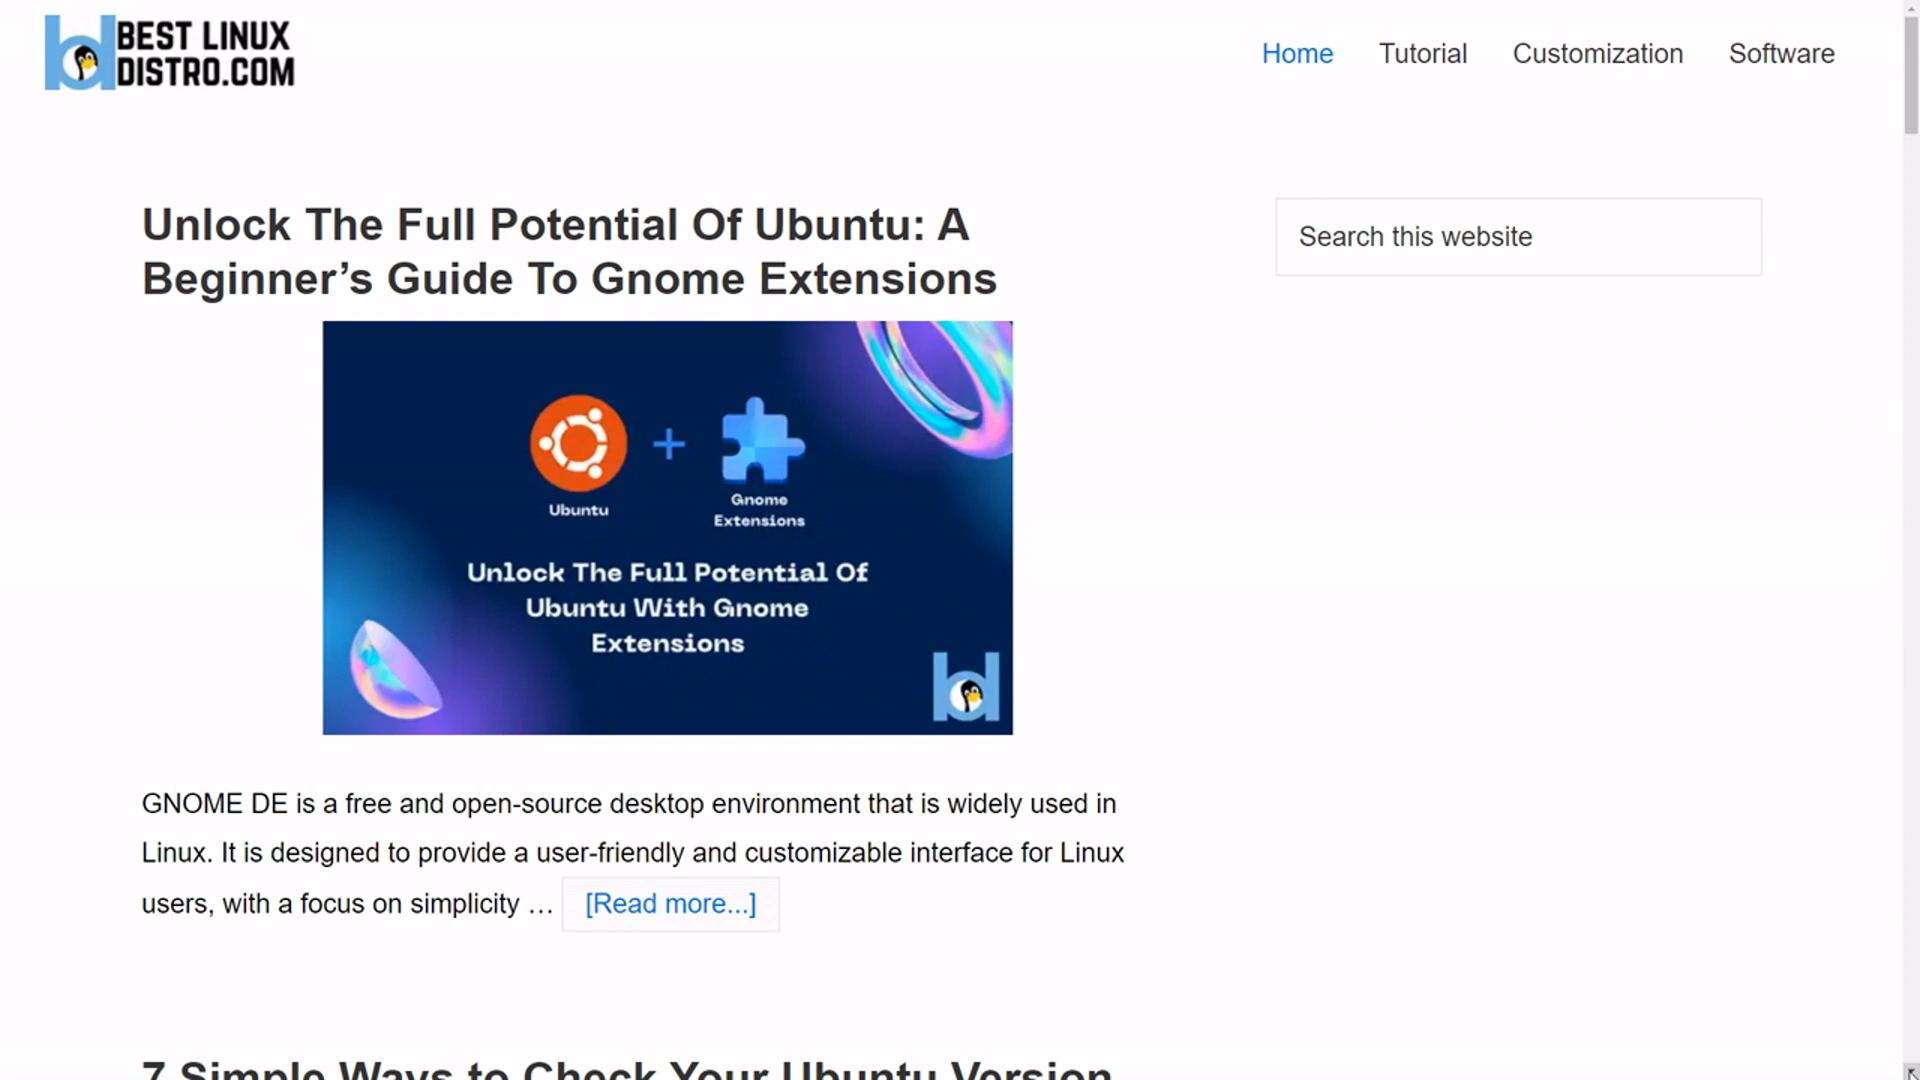 BEST LINUX
DISTRO.COM
Home Tutorial Customization Software
Unlock The Full Potential Of Ubuntu: A
Beginner’s Guide To Gnome Extensions
Search this website
Ubuntu
+
Gnome
Extensions
Unlock The Full Potential Of
Ubuntu With Gnome
Extensions
GNOME DE is a free and open-source desktop environment that is widely used in
Linux. It is designed to provide a user-friendly and customizable interface for Linux
users, with a focus on simplicity … [Read more...]
7 Simple Ways to Check Your Ubuntu Version